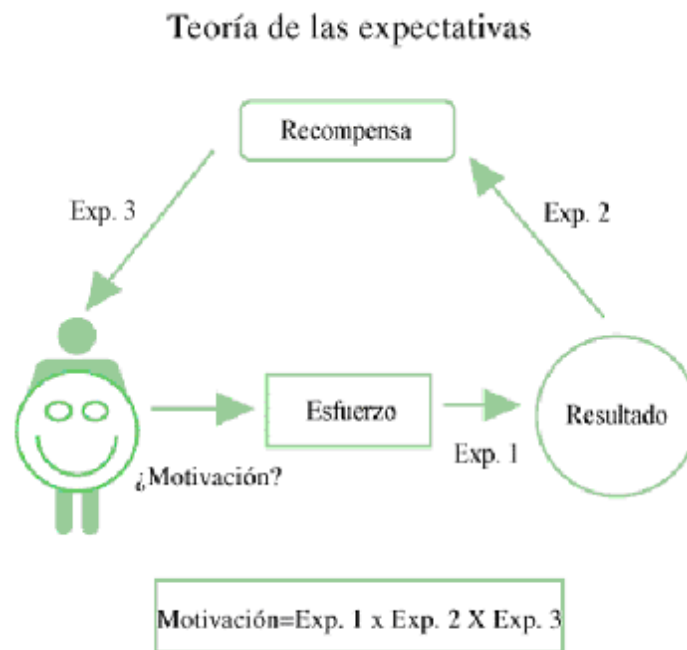 Teoría de las expectativas
Recompensa
Exp. 3
Exp. 2
Esfuerzo
Resultado
Exp. 1
¿Motivación?
Motivación=Exp. 1 x Exp. 2 X Exp. 3